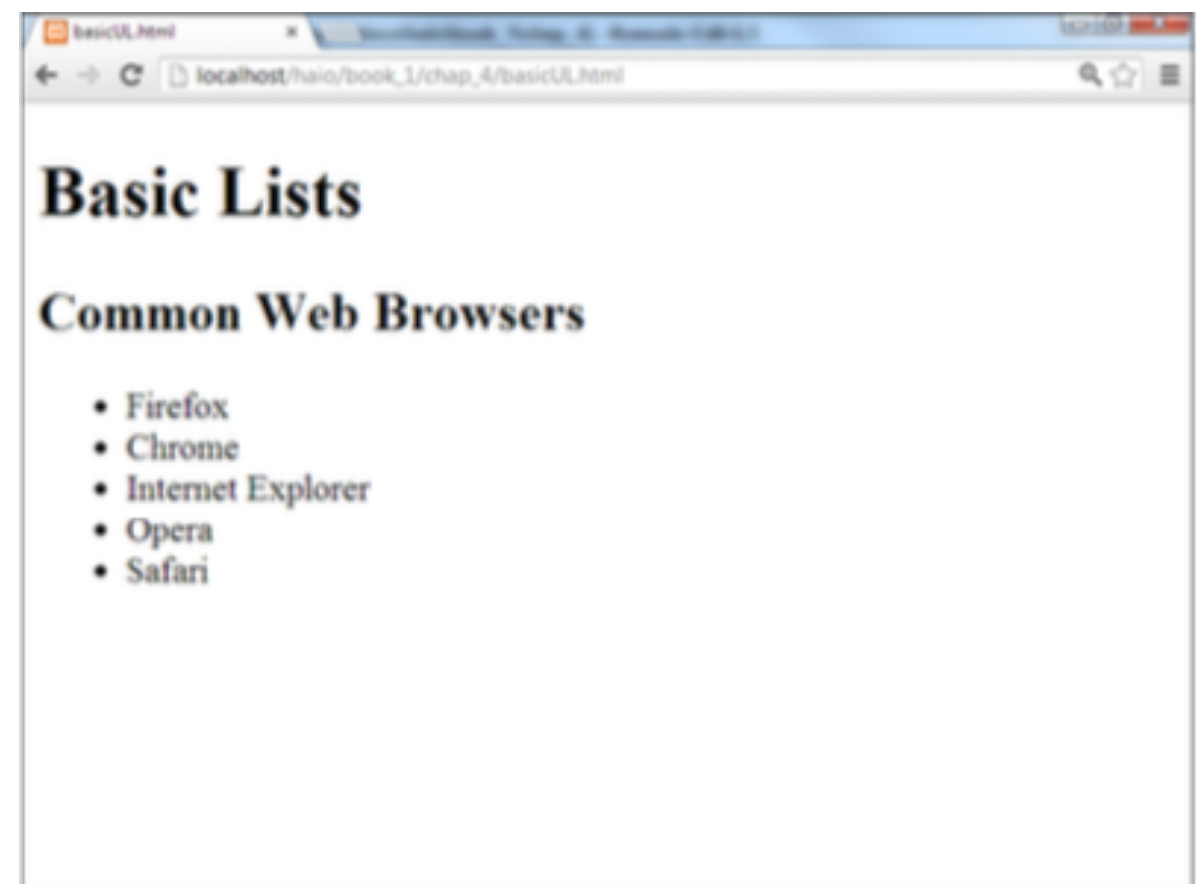 basicUL.html
localhost/haio/book_1/chap_4/basicUL.html
Basic Lists
Common Web Browsers
Firefox
Chrome
Internet Explorer
Opera
Safari